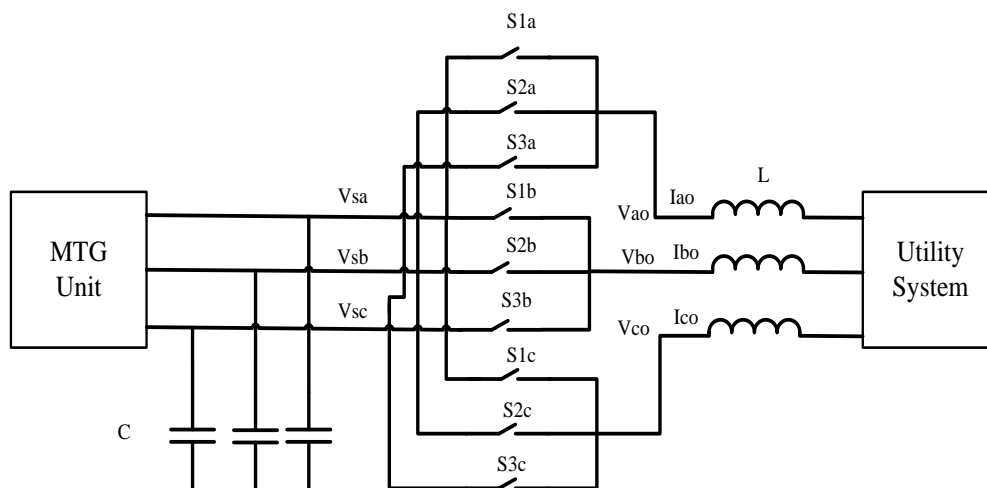 S1a
S2a
S3a
L
Vsa
S1b
Iao
Vao
MTG
Unit
Vsb
S2b
Vbo
Ibo
Utility
System
Vsc
S3b
Vco
Ico
S1c
C
S2c
S3c